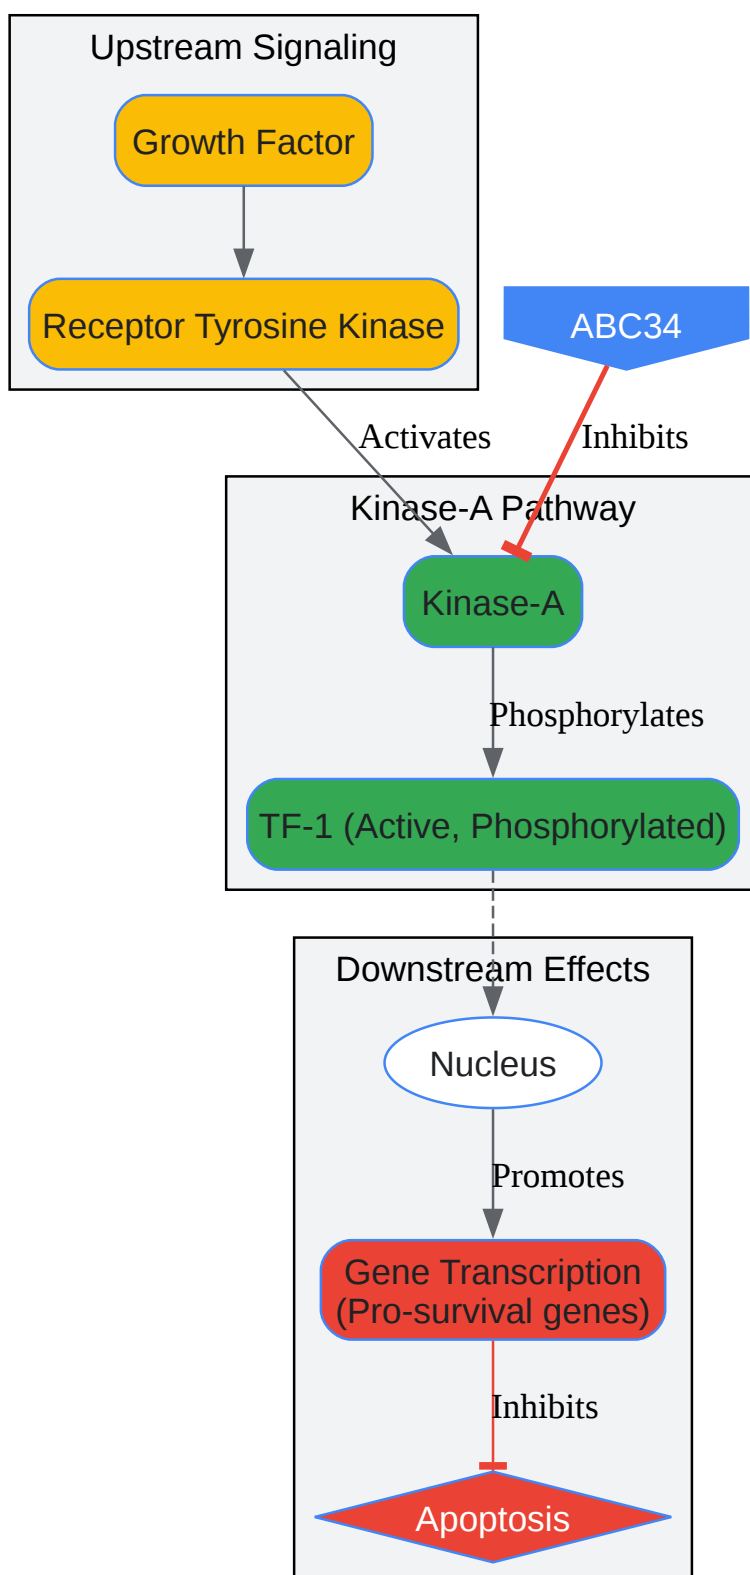 Upstream Signaling
Growth Factor
Receptor Tyrosine Kinase
ABC34
Activates
Inhibits
Kinase-A Pathway
Kinase-A
Phosphorylates
TF-1 (Active, Phosphorylated)
Downstream Effects
Nucleus
Promotes
Gene Transcription
(Pro-survival genes)
Inhibits
Apoptosis